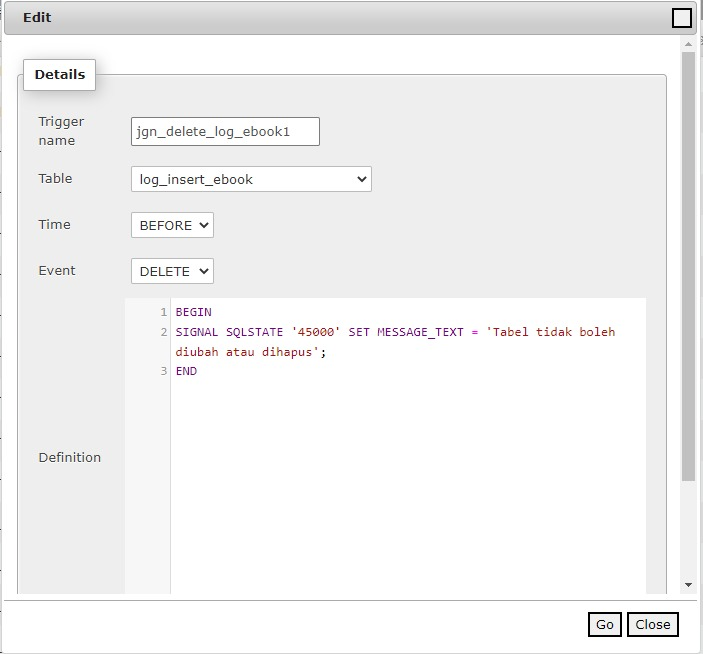 Edit
Details
Trigger
name
jgn_delete_log_ebook1
Table
log_insert_ebook
Time
BEFORE
Event
DELETE
1 BEGIN
2 SIGNAL SQLSTATE '45000' SET MESSAGE_TEXT = 'Tabel tidak boleh
diubah atau dihapus';
3 END
Definition
Go
Close